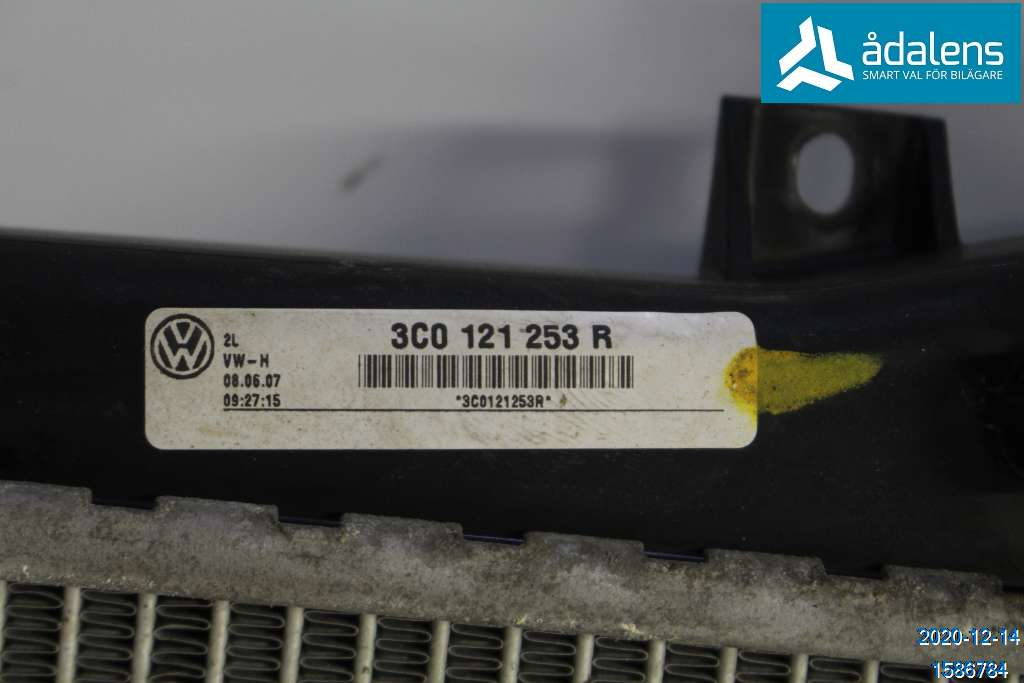 ådalens
SMART VAL FÖR BILÄGARE
3C0 121 253 R
2L
VW-H
08.06.07
09:27:15
*3C0121253R*
2020-12-14
1586784